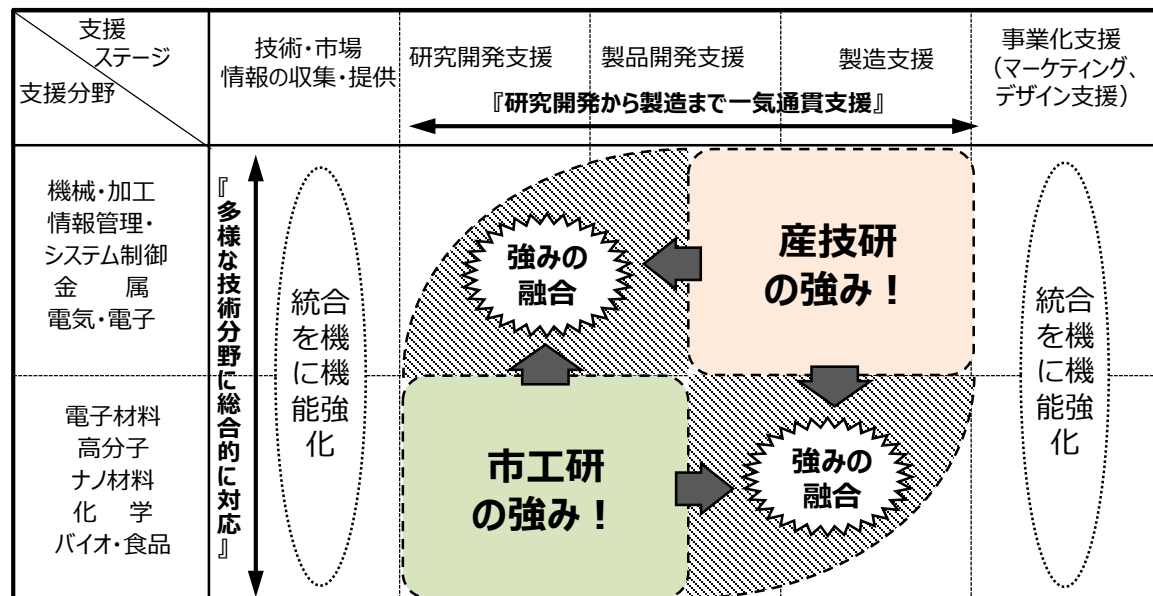 支援
ステージ
支援分野
技術・市場
情報の収集・提供
研究開発支援
製品開発支援
製造支援
事業化支援
（マーケティング、
デザイン支援）
『研究開発から製造まで一気通貫支援』
機械・加工
情報管理・
システム制御
金　　属
電気・電子
電子材料
高分子
ナノ材料
化　学
バイオ・食品
『多様な技術分野に総合的に対応』
統合を機に機能強化
強みの
融合
産技研
の強み！
市工研
の強み！
強みの
融合
統合を機に機能強化